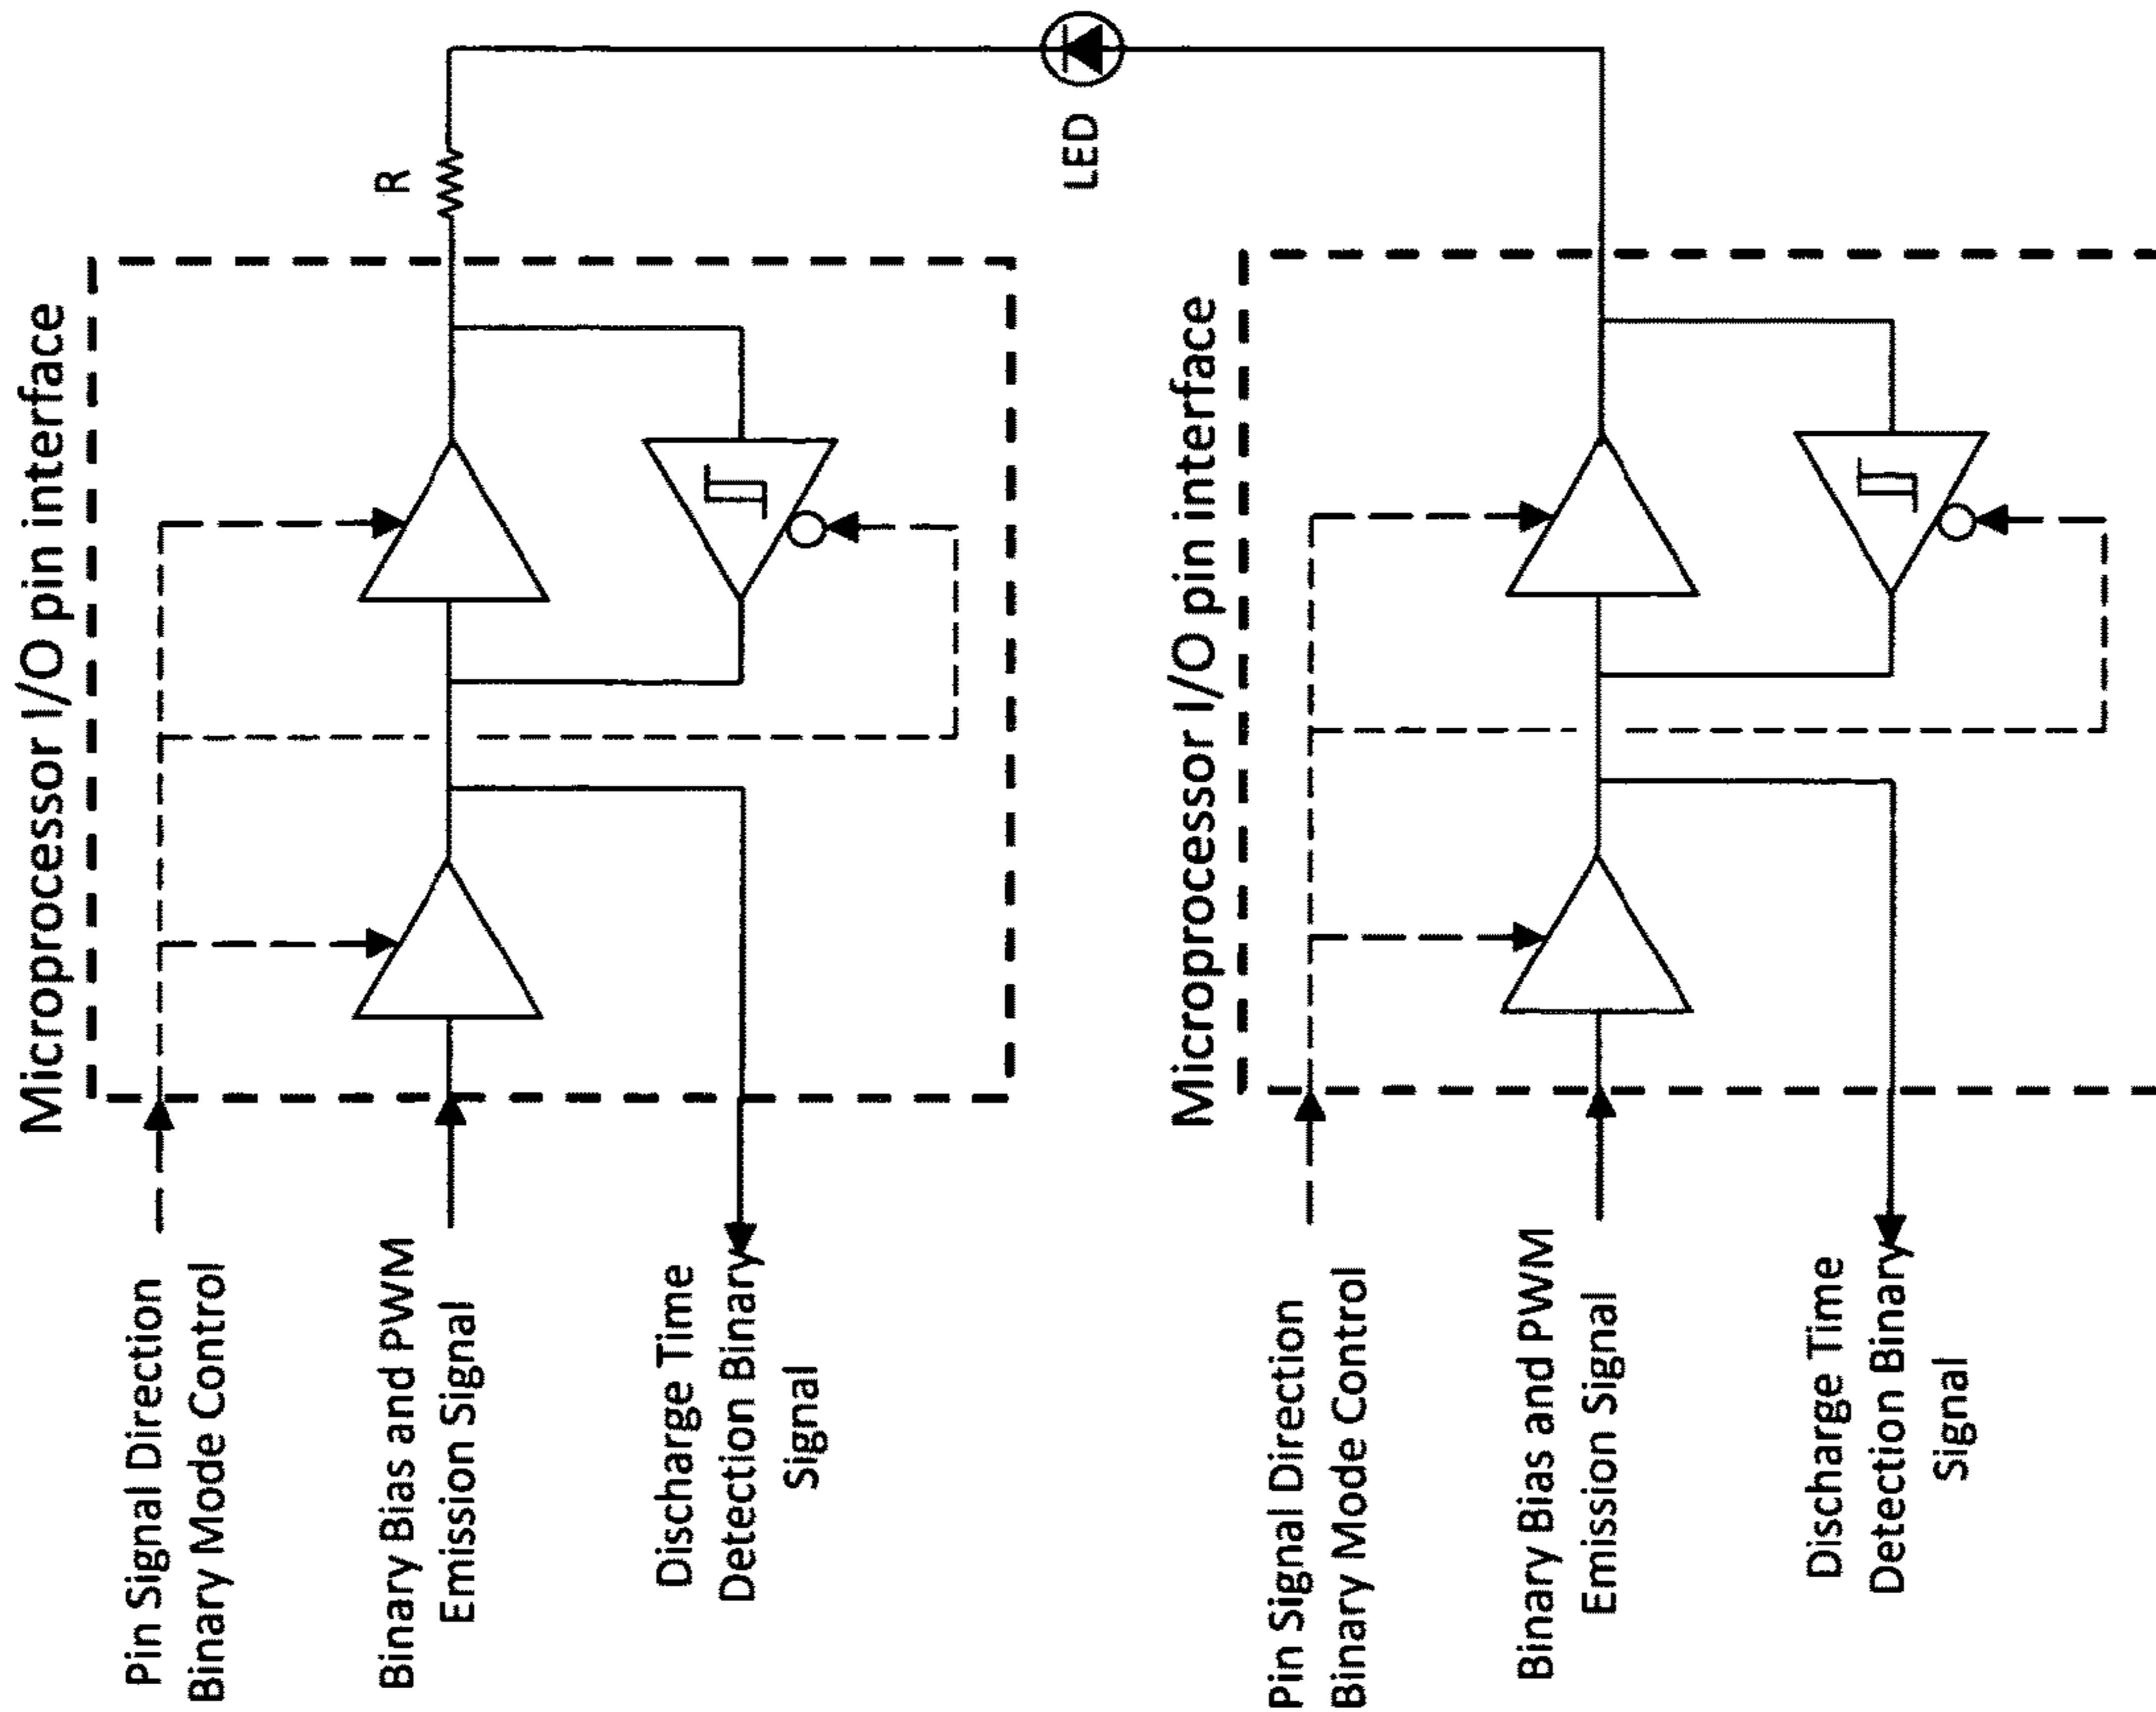 Microprocessor I/O pin interface
Pin Signal Direction
Binary Mode Control
Binary Bias and PWM
Emission Signal
Discharge Time
Detection Binary
Signal
R
LED
Microprocessor I/O pin interface
Pin Signal Direction
Binary Mode Control
Binary Bias and PWM
Emission Signal
Discharge Time
Detection Binary
Signal